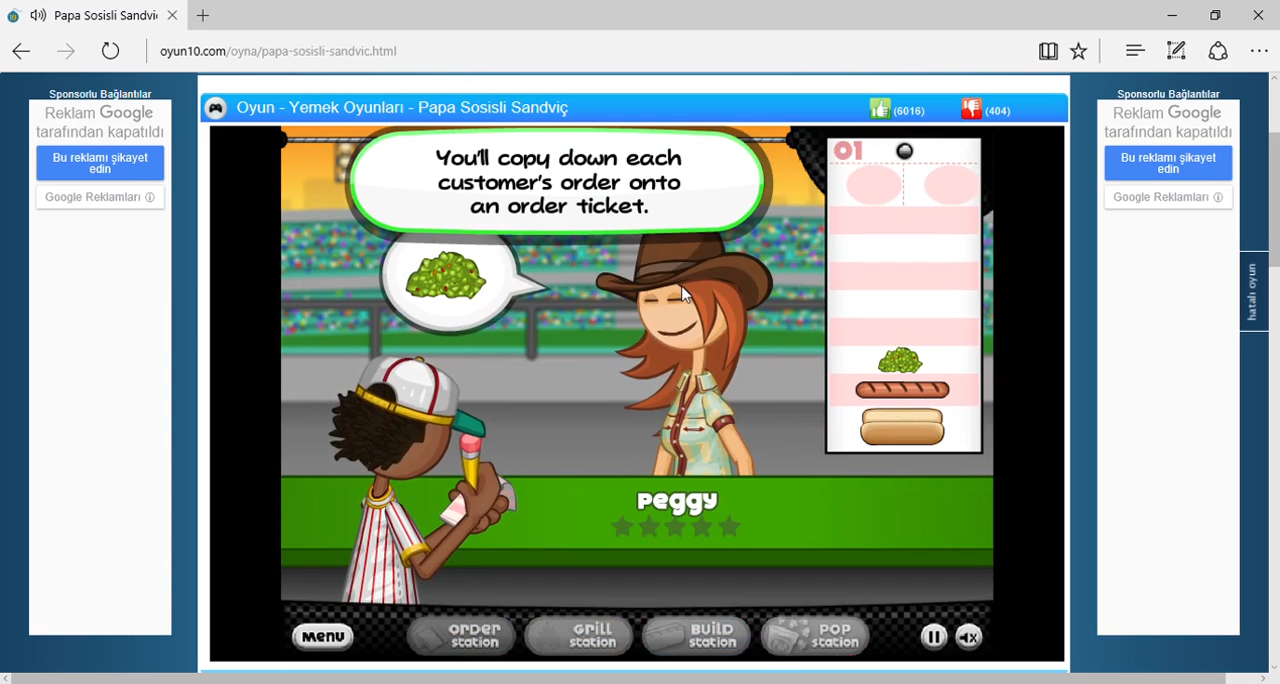 Papa Sosisli Sandviç
oyun10.com/oyna/papa-sosisli-sandvic.html
Sponsorlu Bağlantılar
Reklam Google
tarafından kapatıldı
Bu reklamı şikayet
edin
Google Reklamları
Oyun - Yemek Oyunları - Papa Sosisli Sandviç
(6016)
(404)
You'll copy down each
customer's order onto
an order ticket.
01
Peggy
Menu
Order
Station
Grill
Station
Build
Station
Pop
Station
Sponsorlu Bağlantılar
Reklam Google
tarafından kapatıldı
Bu reklamı şikayet
edin
Google Reklamları
hatalı oyun